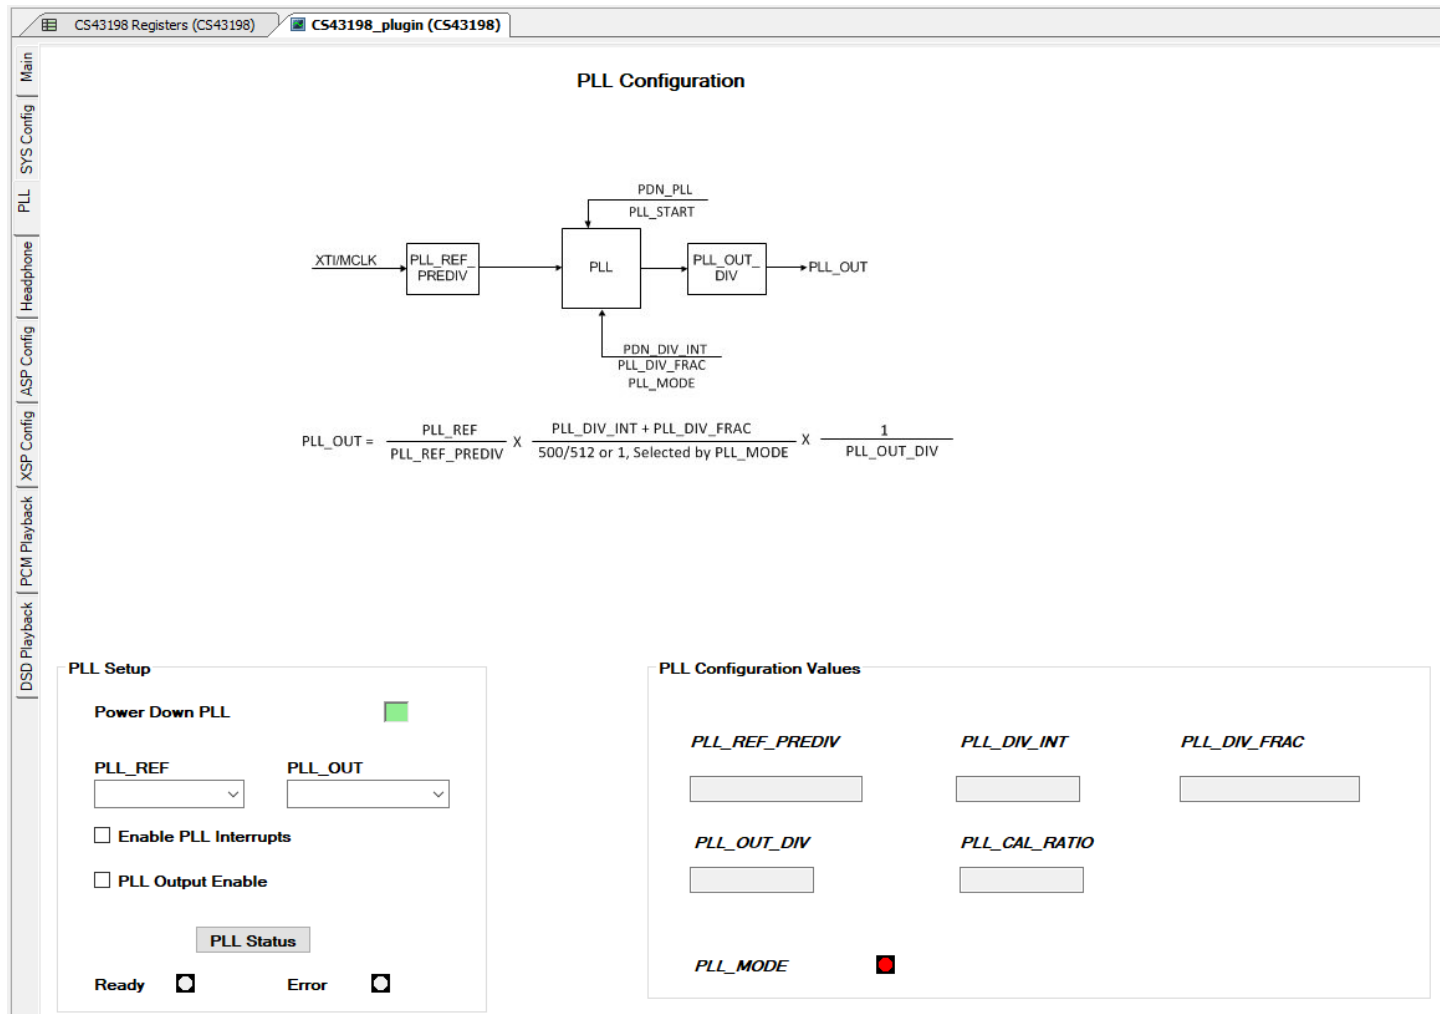 CS43198 Registers (CS43198)
CS43198_plugin (CS43198)
Main
SYS Config
PLL
Headphone
ASP Config
XSP Config
PCM Playback
DSD Playback
PLL Configuration
PDN_PLL
PLL_START
XTI/MCLK
PLL_REF_
PREDIV
PLL
PLL_OUT_
DIV
PLL_OUT
PDN_DIV_INT
PLL_DIV_FRAC
PLL_MODE
PLL_OUT = PLL_REF X PLL_DIV_INT + PLL_DIV_FRAC X 1
PLL_REF_PREDIV 500/512 or 1, Selected by PLL_MODE PLL_OUT_DIV
PLL Setup
Power Down PLL
PLL_REF PLL_OUT
Enable PLL Interrupts
PLL Output Enable
PLL Status
Ready Error
PLL Configuration Values
PLL_REF_PREDIV PLL_DIV_INT PLL_DIV_FRAC
PLL_OUT_DIV PLL_CAL_RATIO
PLL_MODE